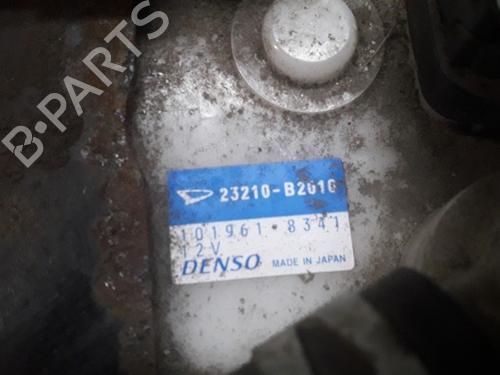 B-PARTS
23210-B2010
101961-8341
12V
DENSO MADE IN JAPAN